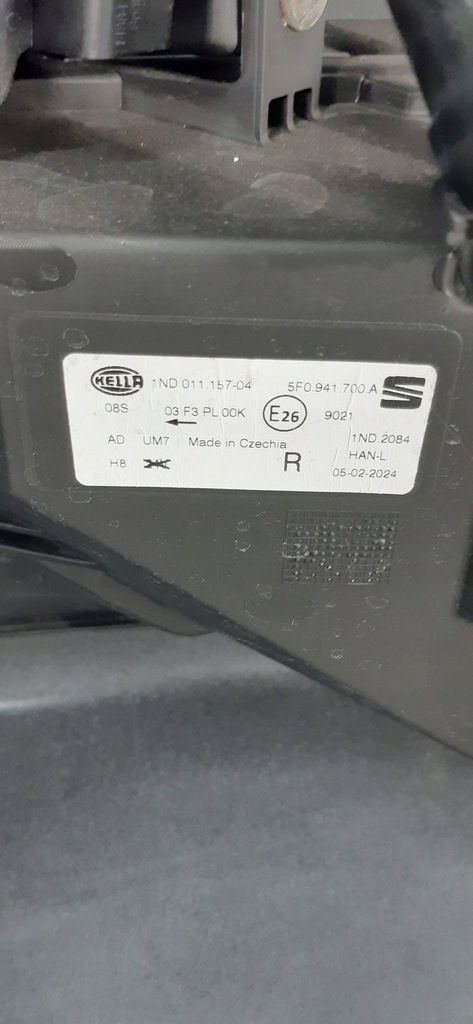 HELLA 1ND 011.157-04 5F0.941.700.A S
08S 03 F3 PL 00K E26 9021
AD UM7 Made in Czechia 1ND.2084
H8 R HAN-L
05-02-2024